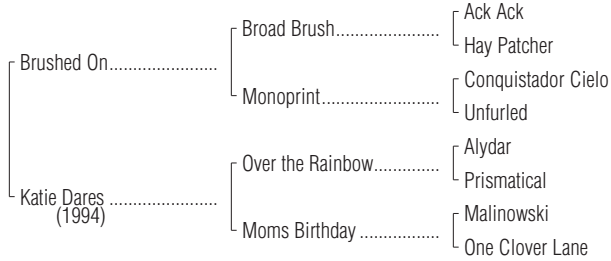 Ack Ack
Broad Brush
Hay Patcher
Brushed On
Conquistador Cielo
Monoprint
Unfurled
Alydar
Over the Rainbow
Prismatical
Katie Dares
(1994)
Malinowski
Moms Birthday
One Clover Lane